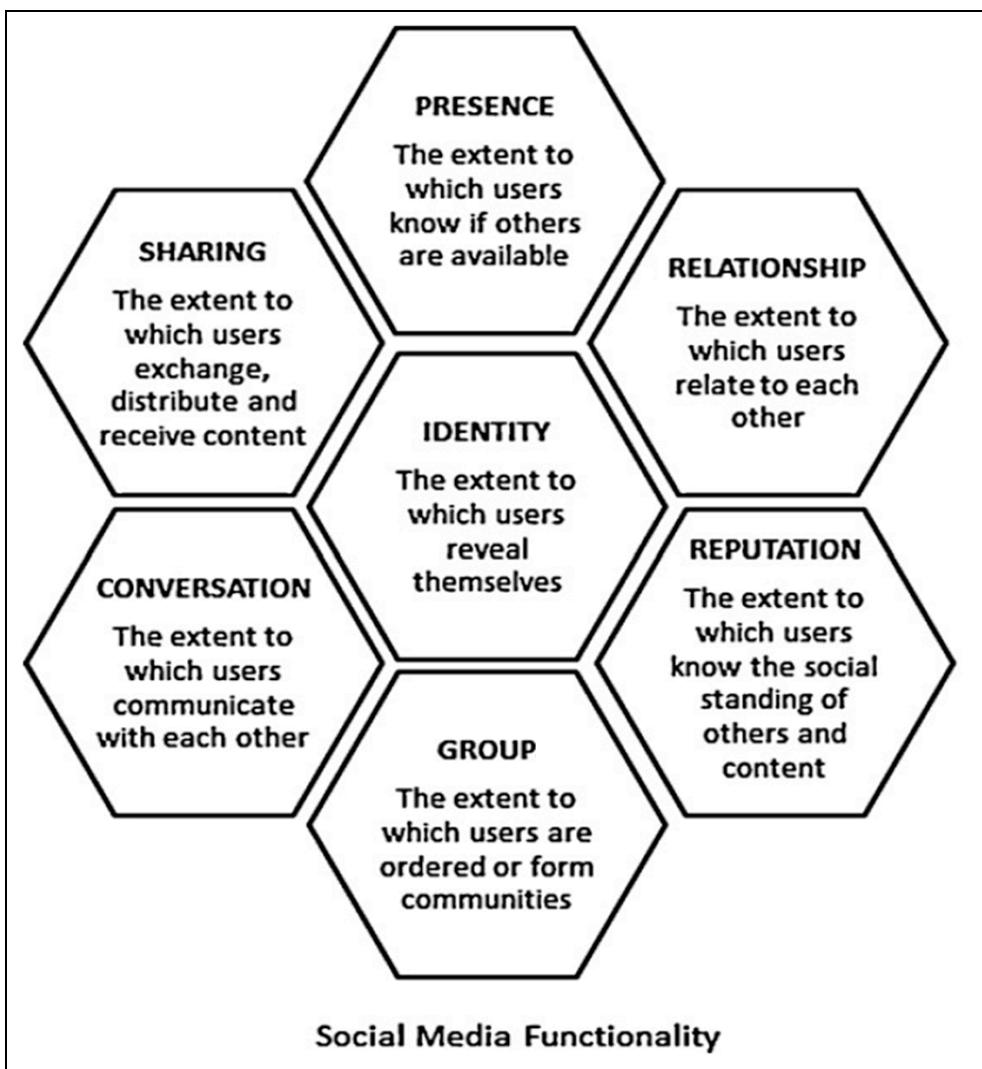 PRESENCE
The extent to
which users
know if others
are available
SHARING
The extent to
which users
exchange,
distribute and
receive content
RELATIONSHIP
The extent to
which users
relate to each
other
IDENTITY
The extent to
which users
reveal
themselves
CONVERSATION
The extent to
which users
communicate
with each other
REPUTATION
The extent to
which users
know the social
standing of
others and
content
GROUP
The extent to
which users are
ordered or form
communities
Social Media Functionality